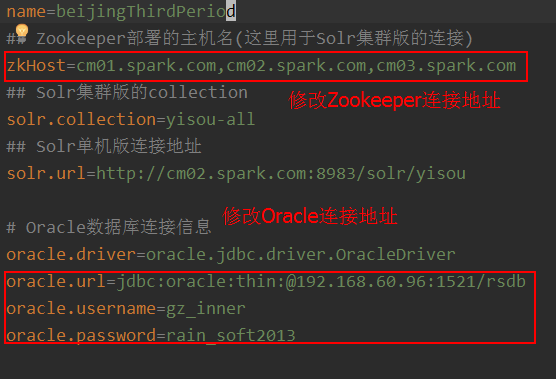 name=beijingThirdPeriod
## Zookeeper部署的主机名(这里用于Solr集群版的连接)
zkHost=cm01.spark.com,cm02.spark.com,cm03.spark.com
## Solr集群版的collection
修改Zookeeper连接地址
solr.collection=yisou-all
## Solr单机版连接地址
solr.url=http://cm02.spark.com:8983/solr/yisou
修改Oracle连接地址
# Oracle数据库连接信息
oracle.driver=oracle.jdbc.driver.OracleDriver
oracle.url=jdbc:oracle:thin:@192.168.60.96:1521/rsdb
oracle.username=gz_inner
oracle.password=rain_soft2013